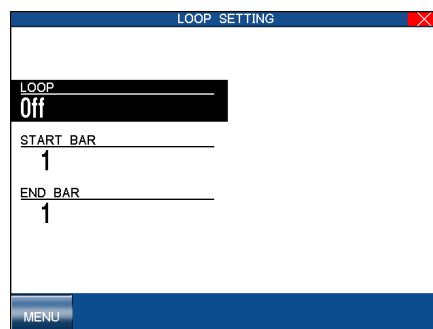 LOOP SETTING
LOOP
Off
START BAR
1
END BAR
1
MENU